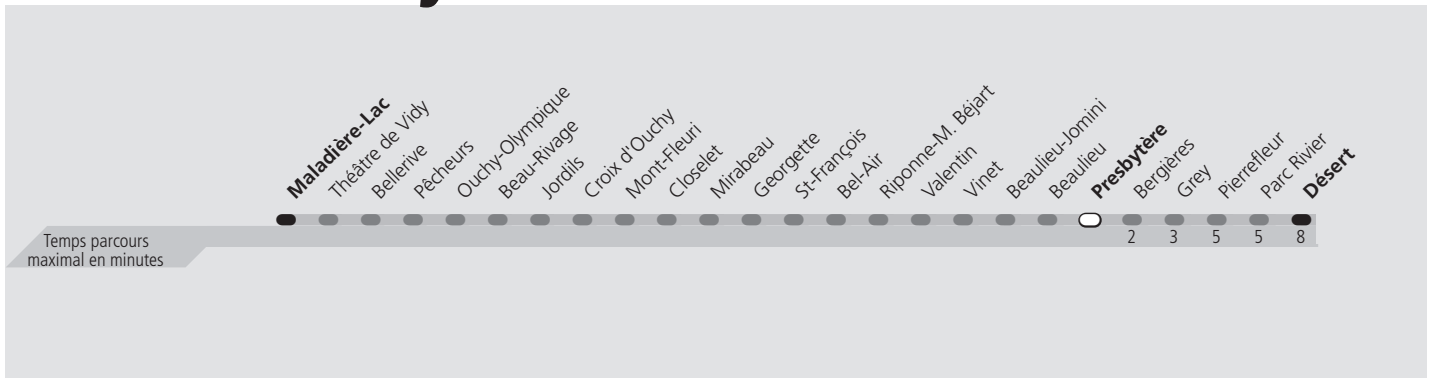 Maladière-Lac
Théâtre de Vidy
Bellerive
Pêcheurs
Ouchy-Olympique
Beau-Rivage
Jordils
Croix d'Ouchy
Mont-Fleuri
Closelet
Mirabeau
Georgette
St-François
Bel-Air
Riponne-M. Béjart
Valentin
Vinet
Beaulieu-Jomini
Beaulieu
Presbytère
Bergières
Grey
Pierrefleur
Parc Rivier
Désert
Temps parcours
maximal en minutes
2 3 5 5 8